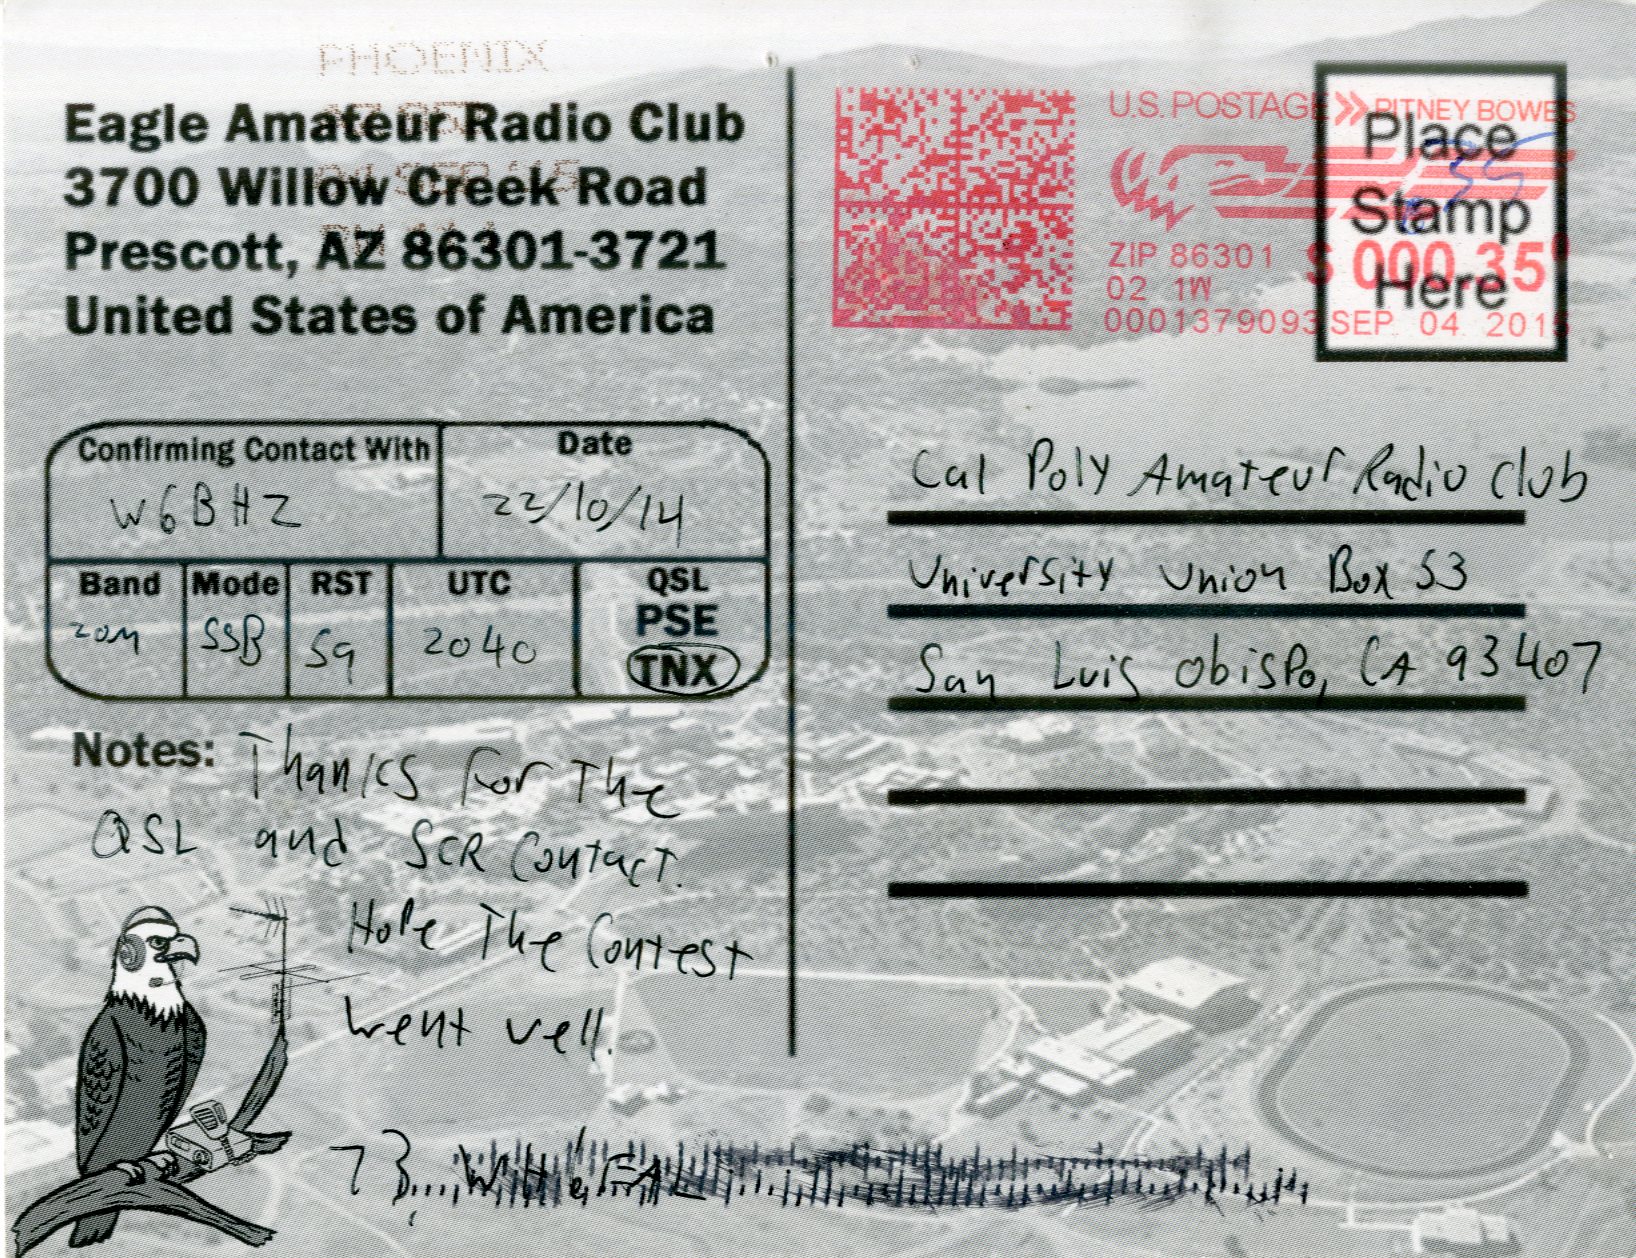 PHOENIX
Eagle Amateur Radio Club
3700 Willow Creek Road
Prescott, AZ 86301-3721
United States of America
U.S. POSTAGE PITNEY BOWES
ZIP 86301 $ 000.35
02 1W
0001379093 SEP. 04 2015
Place
Stamp
Here
35
Confirming Contact With
W6BHZ
Date
22/10/14
Band
20M
Mode
SSB
RST
59
UTC
2040
QSL
PSE
TNX
Notes: Thanks For The
QSL and SCR Contact.
Hope The Contest
went well.
73
Cal Poly Amateur Radio Club
University Union Box 53
San Luis Obispo, CA 93407